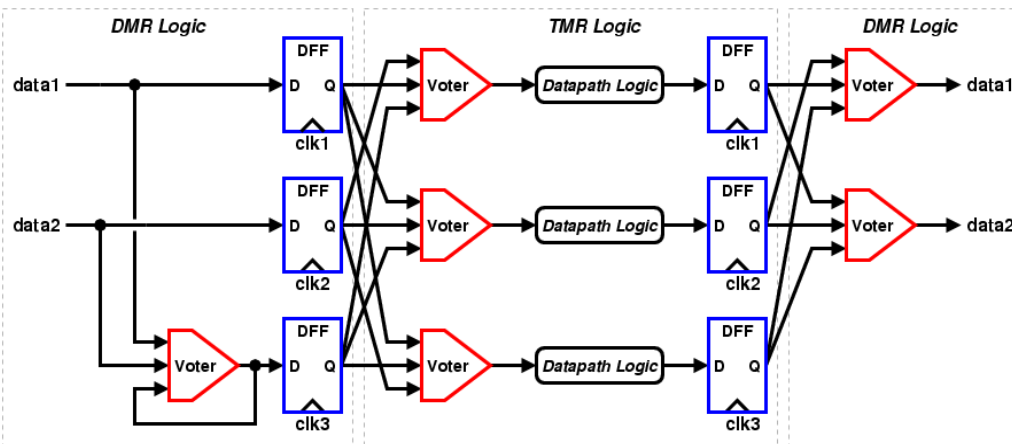 DMR Logic
TMR Logic
DMR Logic
data1
DFF
D Q
clk1
Voter
Datapath Logic
DFF
D Q
clk1
Voter
data1
data2
DFF
D Q
clk2
Voter
Datapath Logic
DFF
D Q
clk2
Voter
data2
Voter
DFF
D Q
clk3
Voter
Datapath Logic
DFF
D Q
clk3